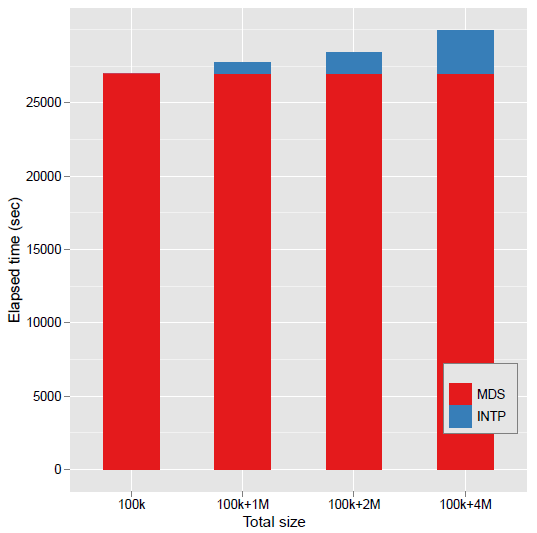 25000
20000
15000
10000
5000
0
Elapsed time (sec)
MDS
INTP
100k
100k+1M
100k+2M
100k+4M
Total size